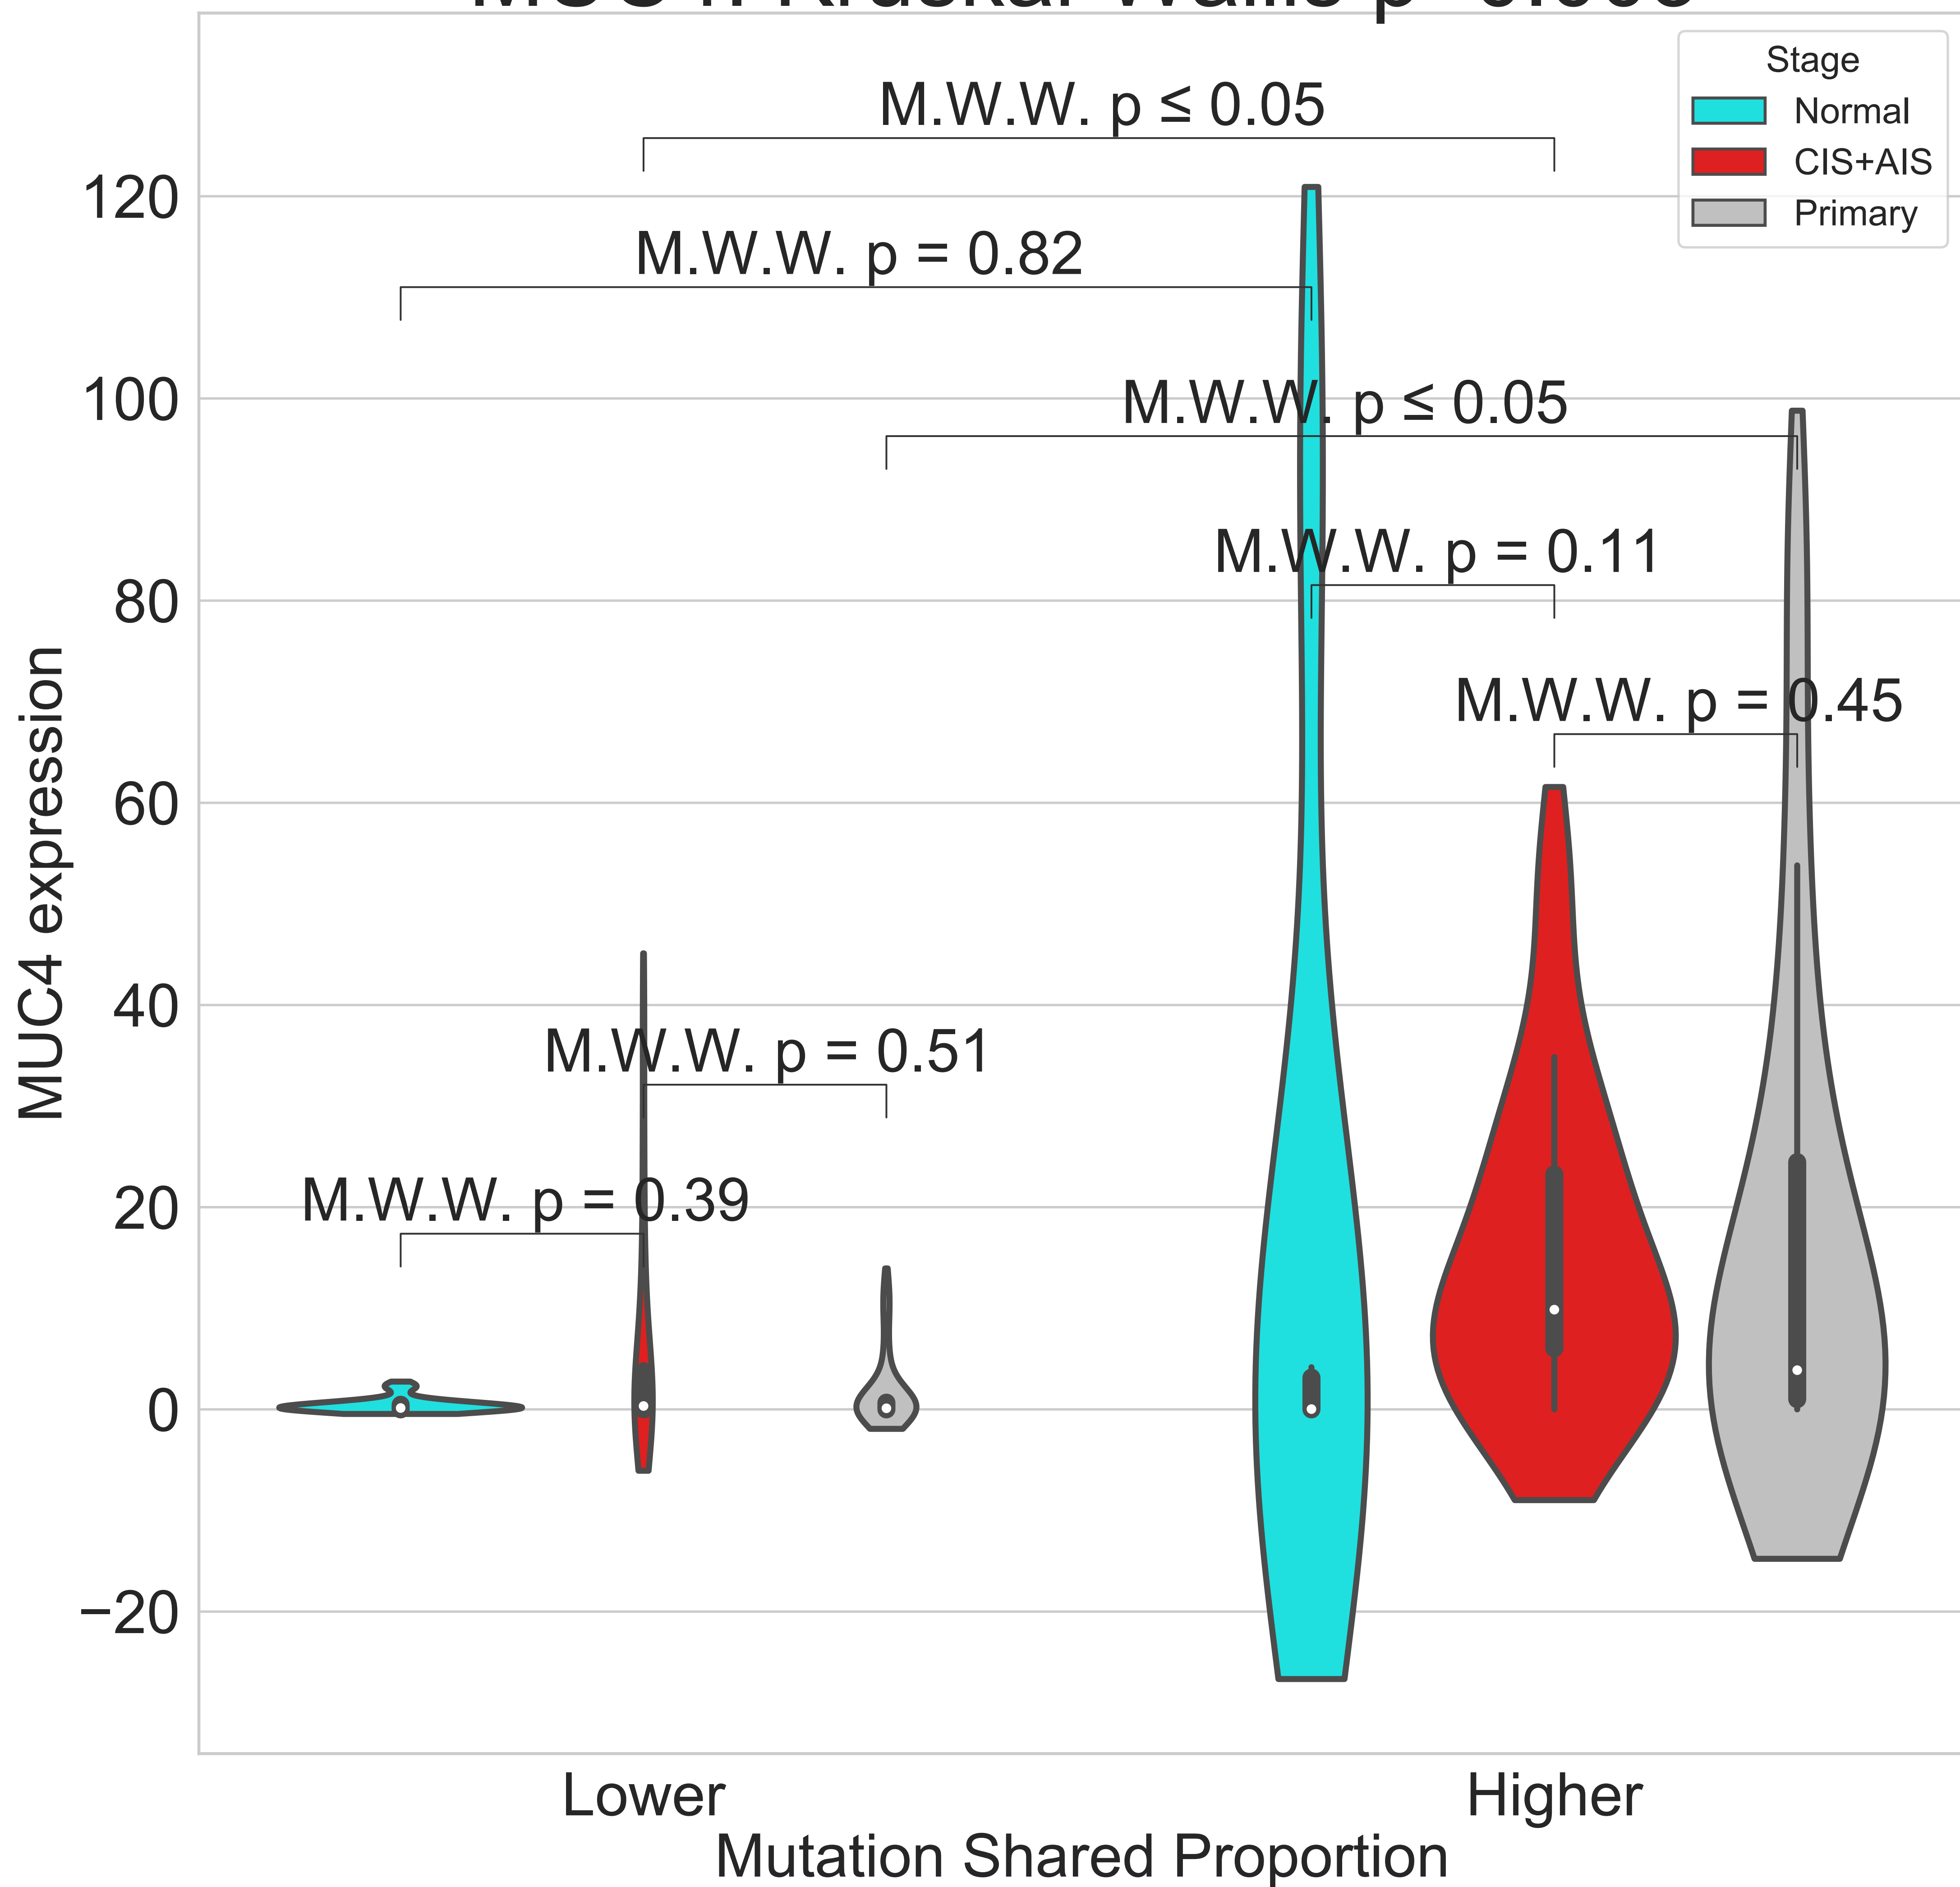 Stage
Normal
CIS+AIS
Primary
M.W.W. p ≤ 0.05
M.W.W. p = 0.82
M.W.W. p ≤ 0.05
M.W.W. p = 0.11
M.W.W. p = 0.45
M.W.W. p = 0.51
M.W.W. p = 0.39
120
100
80
60
40
20
0
−20
MUC4 expression
Lower
Higher
Mutation Shared Proportion